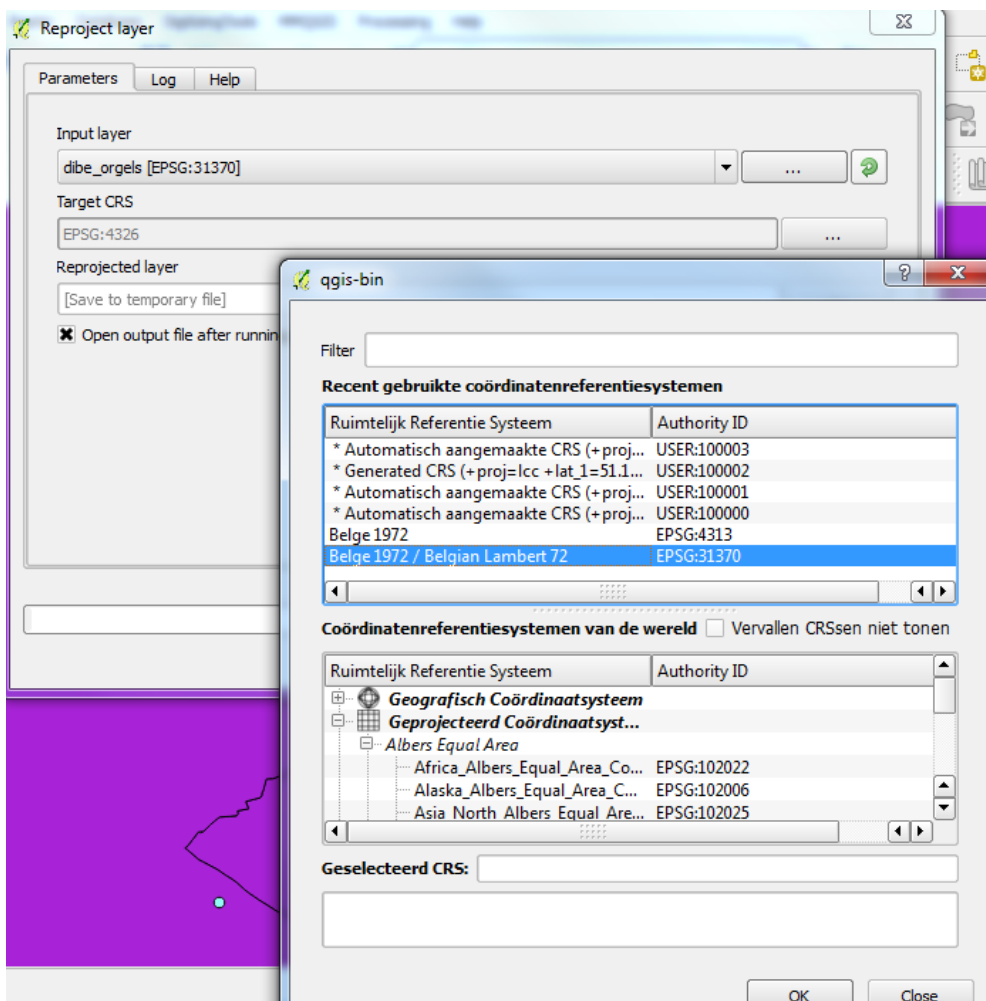 Reproject layer
Processing Help
Parameters Log Help
Input layer
dibe_orgels [EPSG:31370]
...
Target CRS
EPSG:4326
...
Reprojected layer
[Save to temporary file]
Open output file after runnin
qgis-bin
Filter
Recent gebruikte coördinatenreferentiesystemen
Ruimtelijk Referentie Systeem Authority ID
* Automatisch aangemaakte CRS (+proj... USER:100003
* Generated CRS (+proj=lcc +lat_1=51.1... USER:100002
* Automatisch aangemaakte CRS (+proj... USER:100001
* Automatisch aangemaakte CRS (+proj... USER:100000
Belge 1972 EPSG:4313
Belge 1972 / Belgian Lambert 72 EPSG:31370
Coördinatenreferentiesystemen van de wereld Vervallen CRSsen niet tonen
Ruimtelijk Referentie Systeem Authority ID
Geografisch Coördinaatsysteem
Geprojecteerd Coördinaatsyst...
Albers Equal Area
Africa_Albers_Equal_Area_Co... EPSG:102022
Alaska_Albers_Equal_Area_C... EPSG:102006
Asia_North_Albers_Equal_Are... EPSG:102025
Geselecteerd CRS:
OK Close